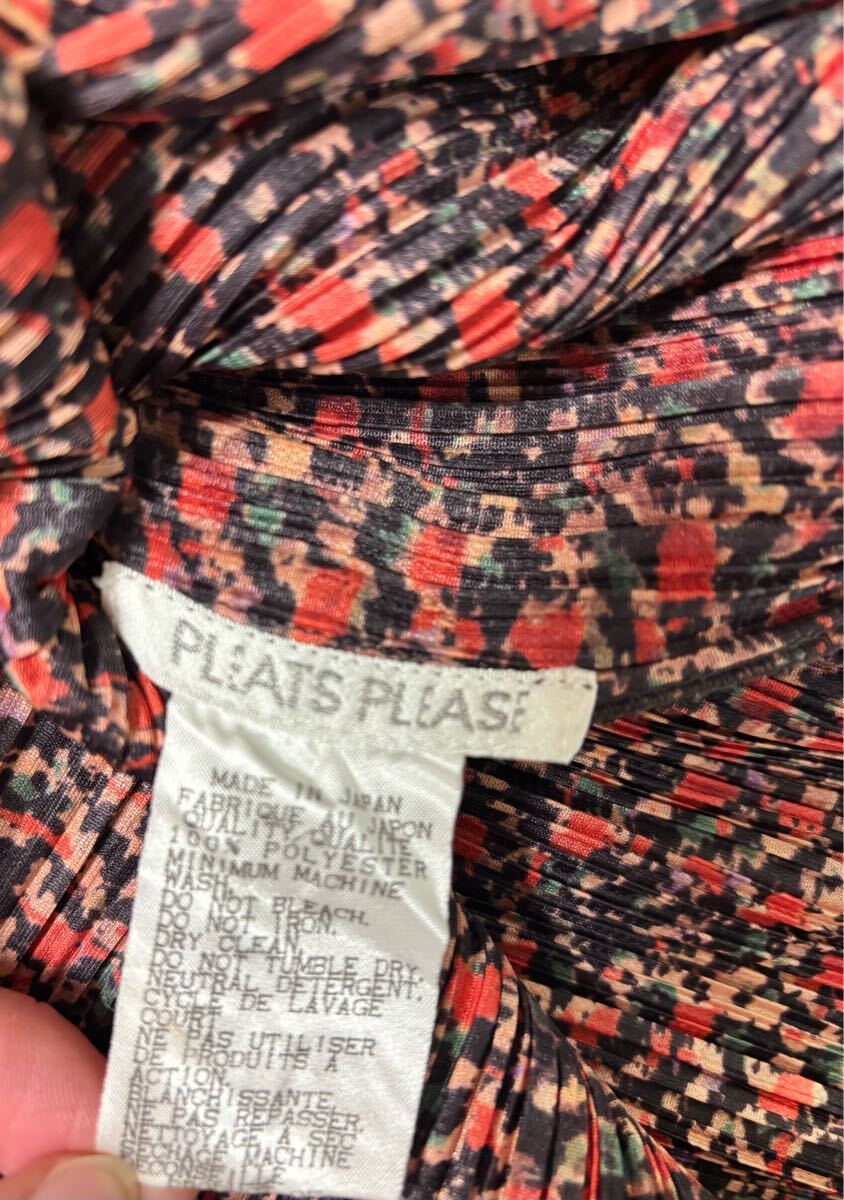 PLEATS PLEASE
MADE IN JAPAN
FABRIQUE AU JAPON
QUALITY/QUALITE
100% POLYESTER
MINIMUM MACHINE
WASH.
DO NOT BLEACH.
DO NOT IRON.
DRY CLEAN.
DO NOT TUMBLE DRY.
NEUTRAL DETERGENT.
CYCLE DE LAVAGE
COURT.
NE PAS UTILISER
DE PRODUITS A
ACTION
BLANCHISSANTE.
NE PAS REPASSER.
NETTOYAGE A SEC
SECHAGE MACHINE